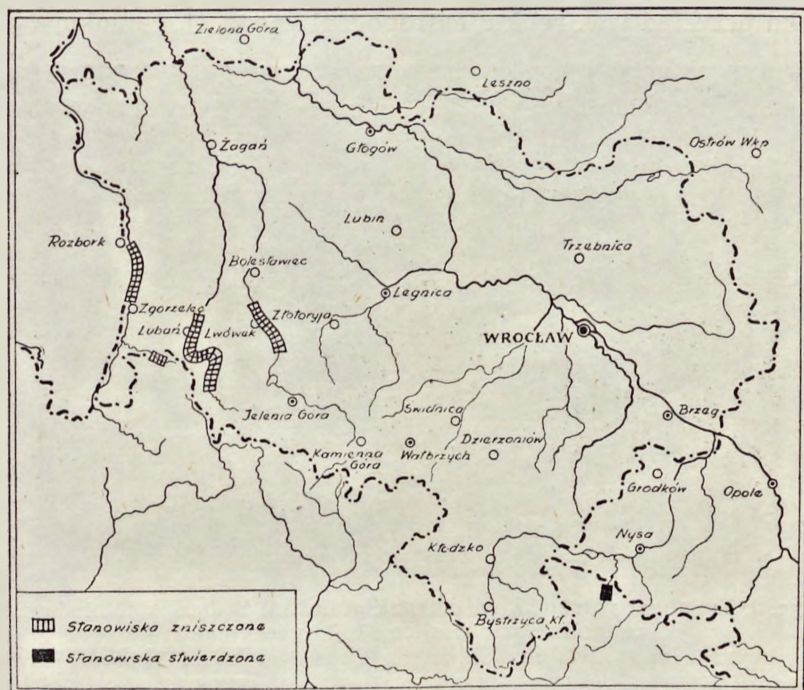 Zielona Góra
Leszno
Żagań
Głogów
Ostrów Wkp
Rozbork
Lubin
Trzebnica
Bolesławiec
Legnica
Zgorzelec
Lubań
Lwówek
Złotoryja
WROCŁAW
Jelenia Góra
Świdnica
Brzeg
Kamienna
Góra
Wałbrzych
Dzierżoniów
Grodków
Opole
Nysa
Kłodzko
Bystrzyca Kł.
Stanowiska zniszczone
Stanowiska stwierdzone